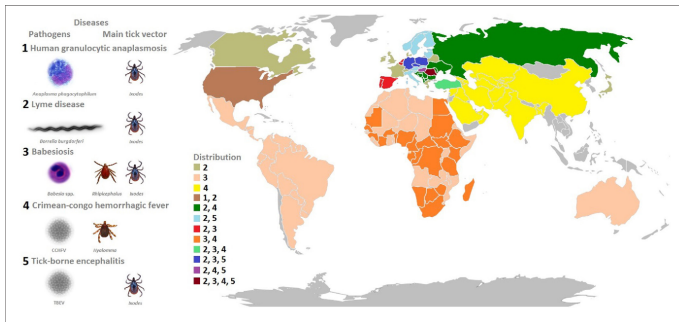 Diseases
Pathogens Main tick vector
1 Human granulocytic anaplasmosis
Anaplasma phagocytophilum Ixodes
2 Lyme disease
Borrelia burgdorferi Ixodes
3 Babesiosis
Babesia spp. Rhipicephalus Ixodes
4 Crimean-congo hemorrhagic fever
CCHFV Hyalomma
5 Tick-borne encephalitis
TBEV Ixodes
Distribution
2
3
4
1, 2
2, 4
2, 5
2, 3
3, 4
2, 3, 4
2, 3, 5
2, 4, 5
2, 3, 4, 5